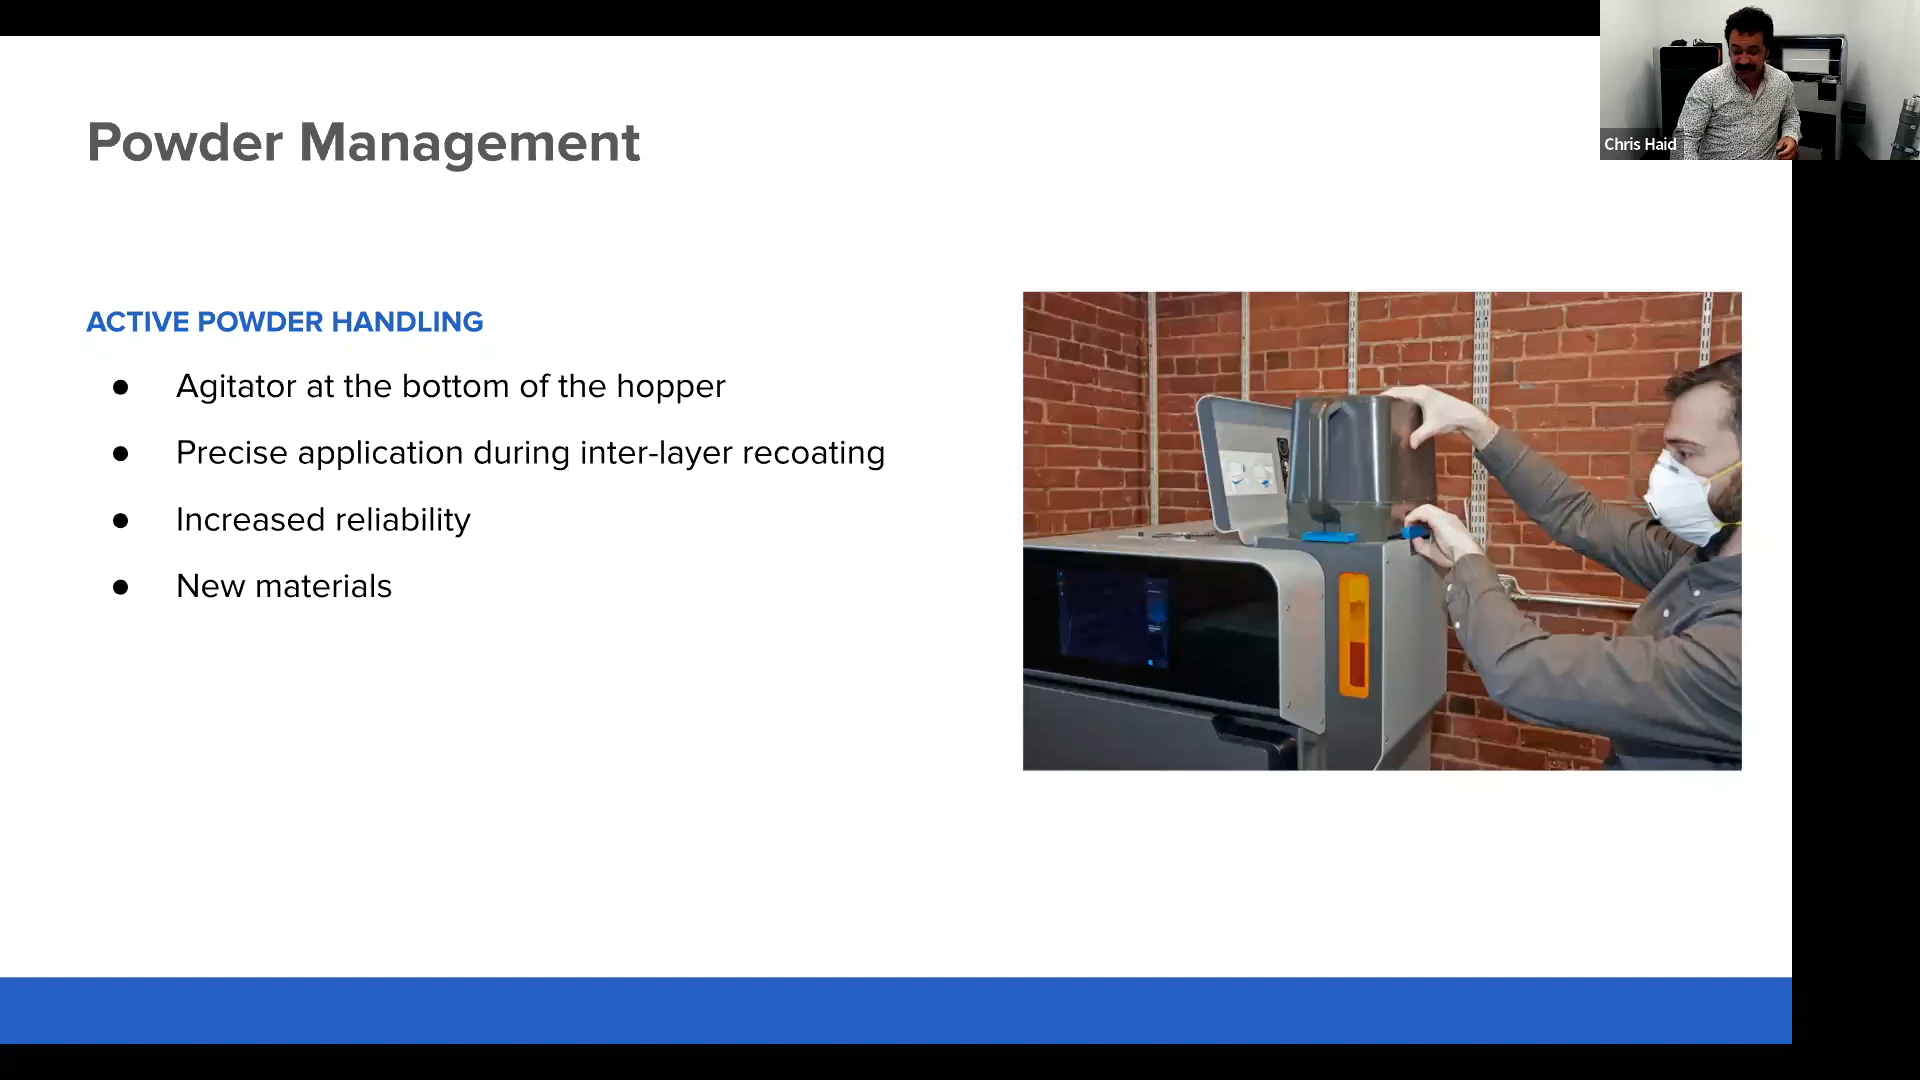 Powder Management
Chris Haid
ACTIVE POWDER HANDLING
● Agitator at the bottom of the hopper
● Precise application during inter-layer recoating
● Increased reliability
● New materials